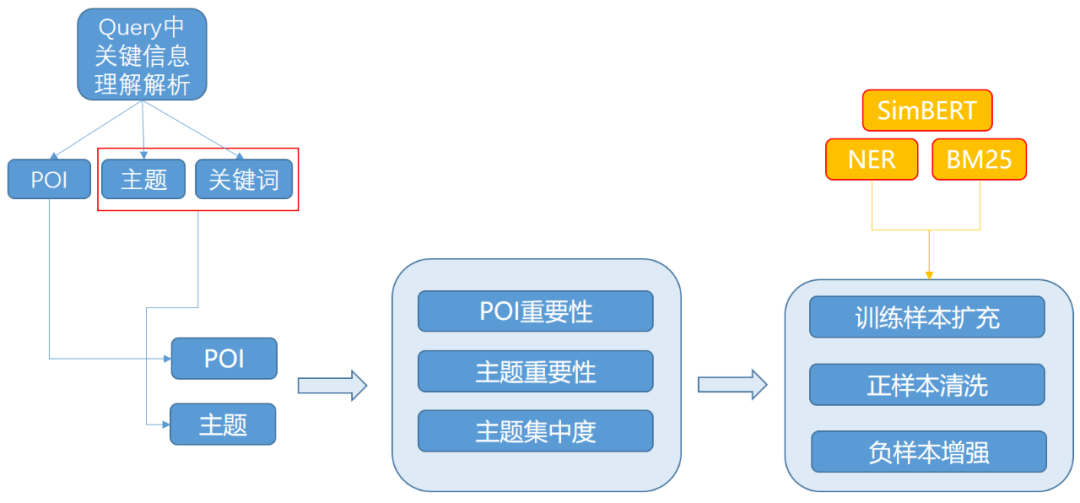 Query中
关键信息
理解解析
POI
主题
关键词
POI
主题
POI重要性
主题重要性
主题集中度
SimBERT
NER
BM25
训练样本扩充
正样本清洗
负样本增强